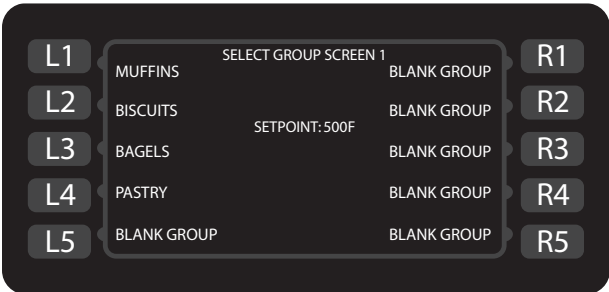 L1
SELECT GROUP SCREEN 1
R1
MUFFINS
BLANK GROUP
L2
BISCUITS
BLANK GROUP
R2
SETPOINT: 500F
L3
BAGELS
BLANK GROUP
R3
L4
PASTRY
BLANK GROUP
R4
L5
BLANK GROUP
BLANK GROUP
R5